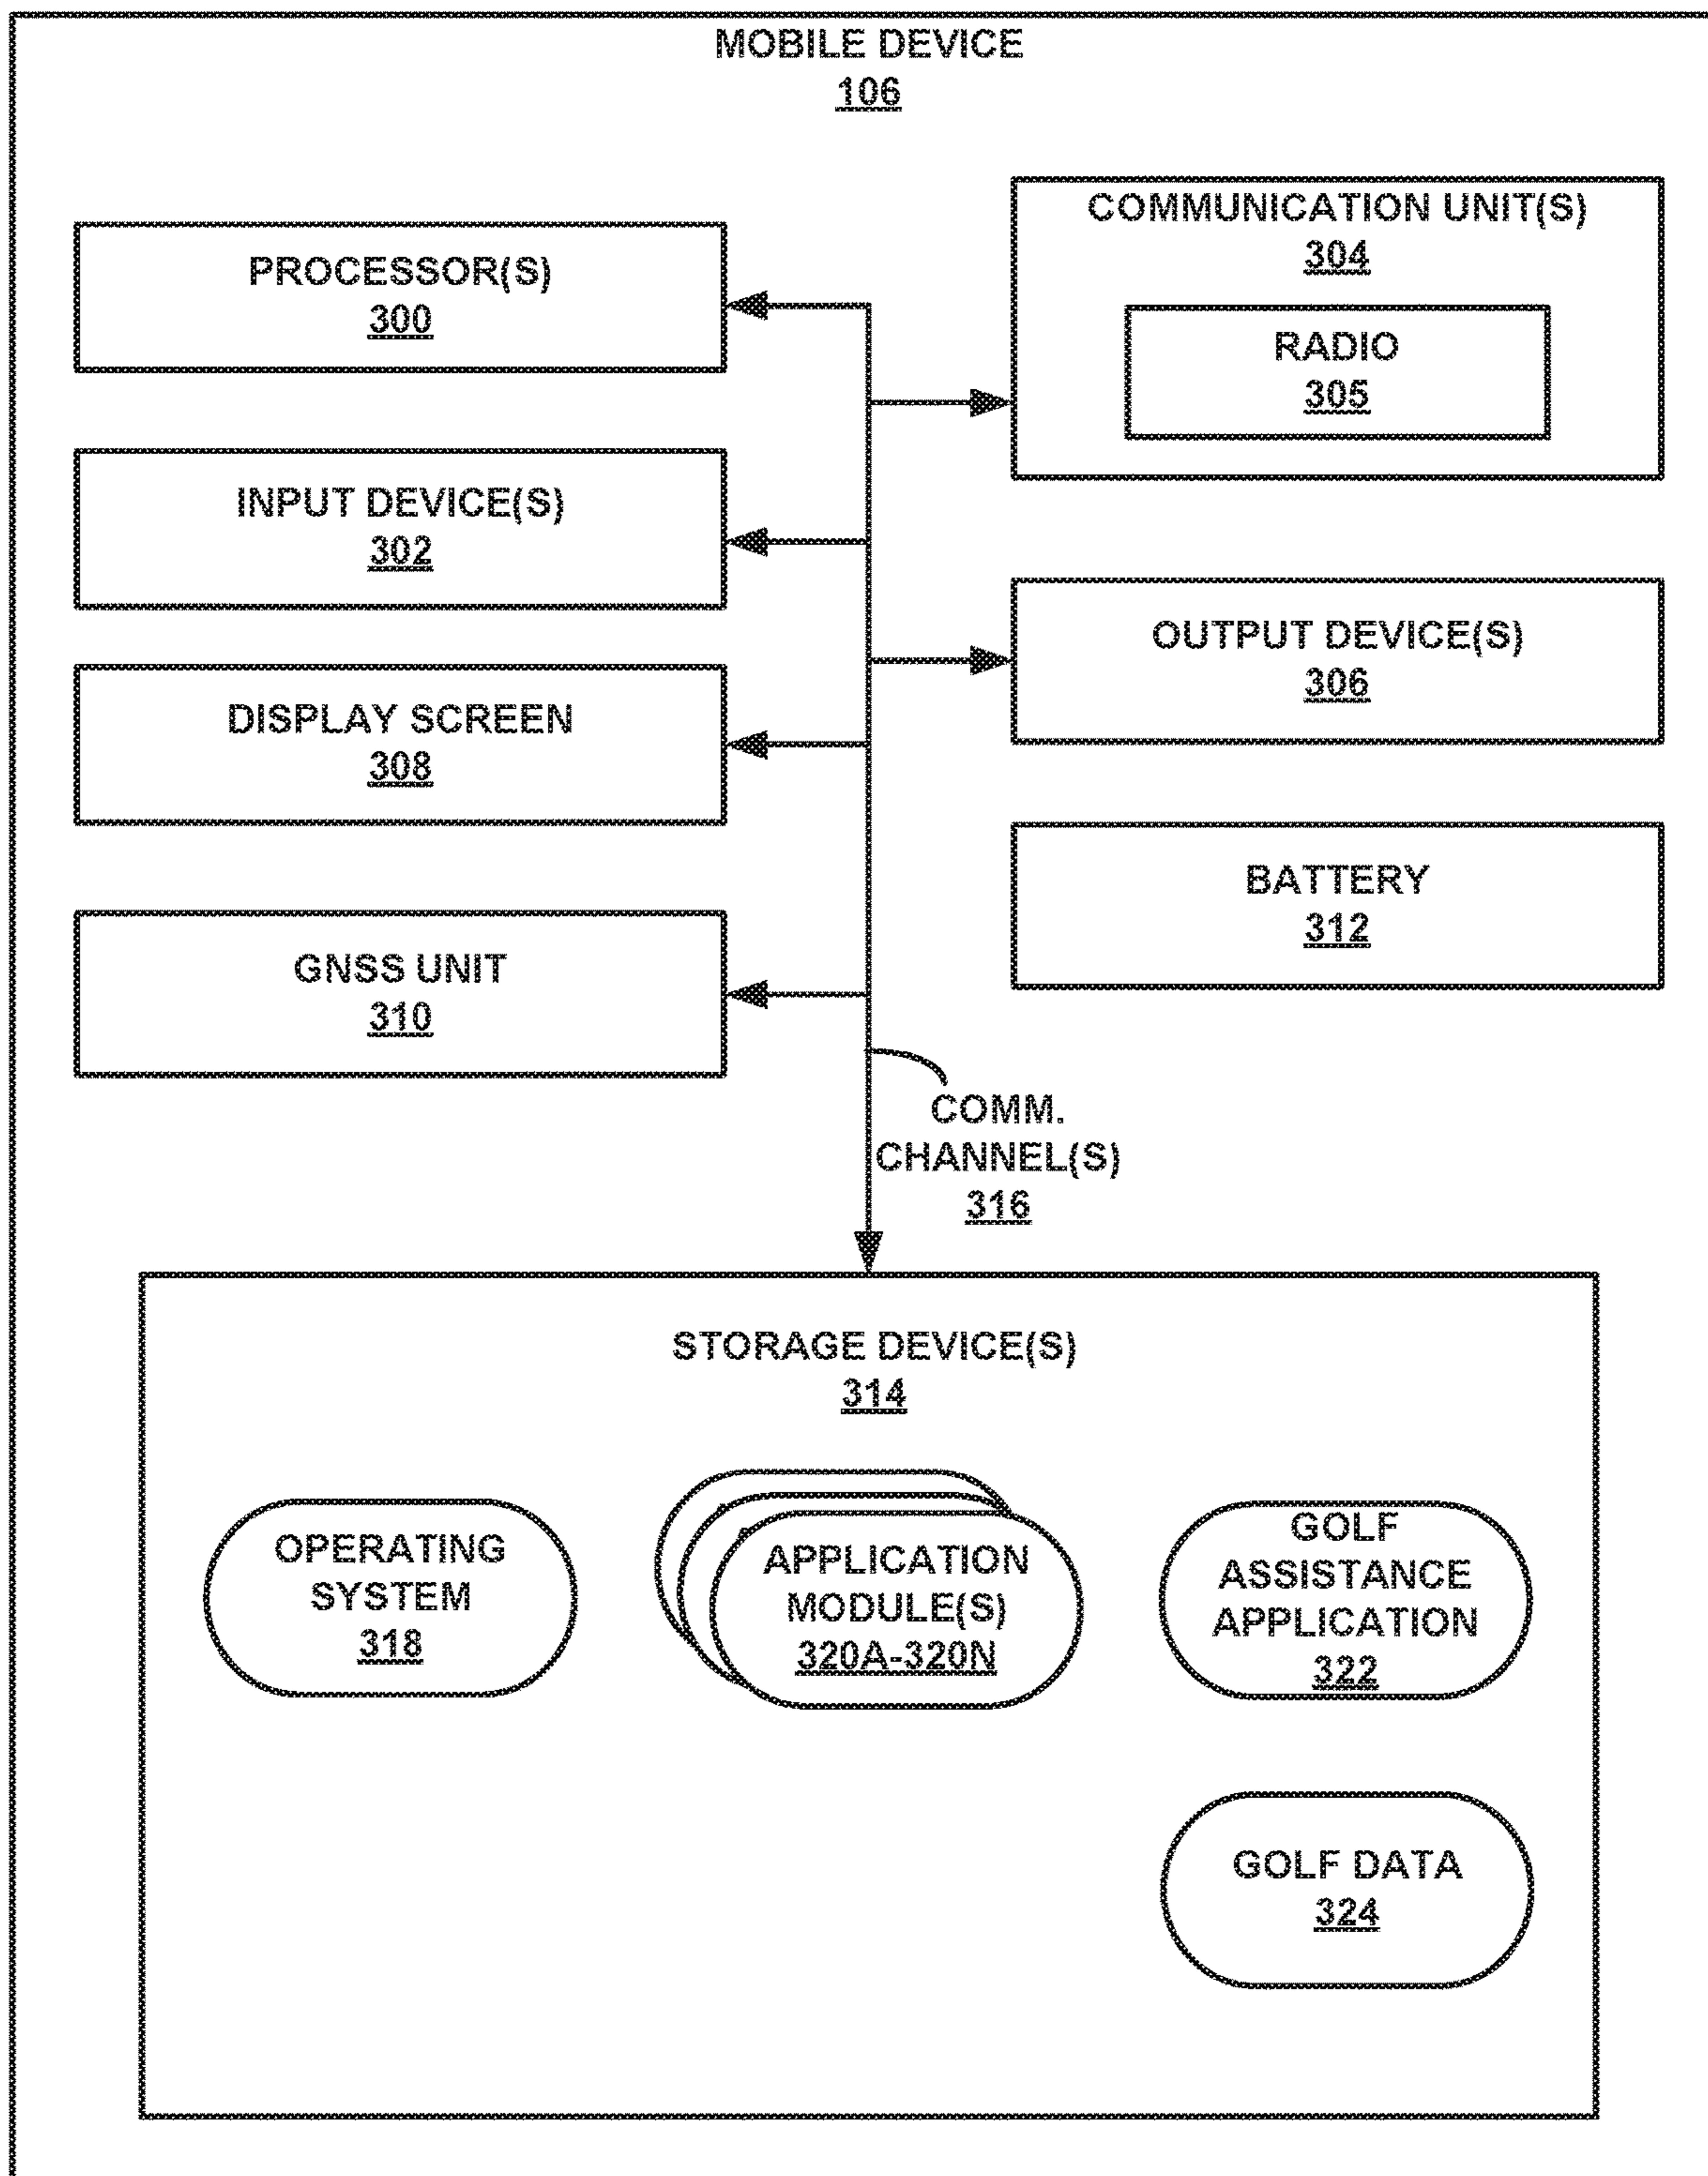 MOBILE DEVICE
106
PROCESSOR(S)
300
COMMUNICATION UNIT(S)
304
RADIO
305
INPUT DEVICE(S)
302
OUTPUT DEVICE(S)
306
DISPLAY SCREEN
308
BATTERY
312
GNSS UNIT
310
COMM.
CHANNEL(S)
316
STORAGE DEVICE(S)
314
OPERATING
SYSTEM
318
APPLICATION
MODULE(S)
320A-320N
GOLF
ASSISTANCE
APPLICATION
322
GOLF DATA
324